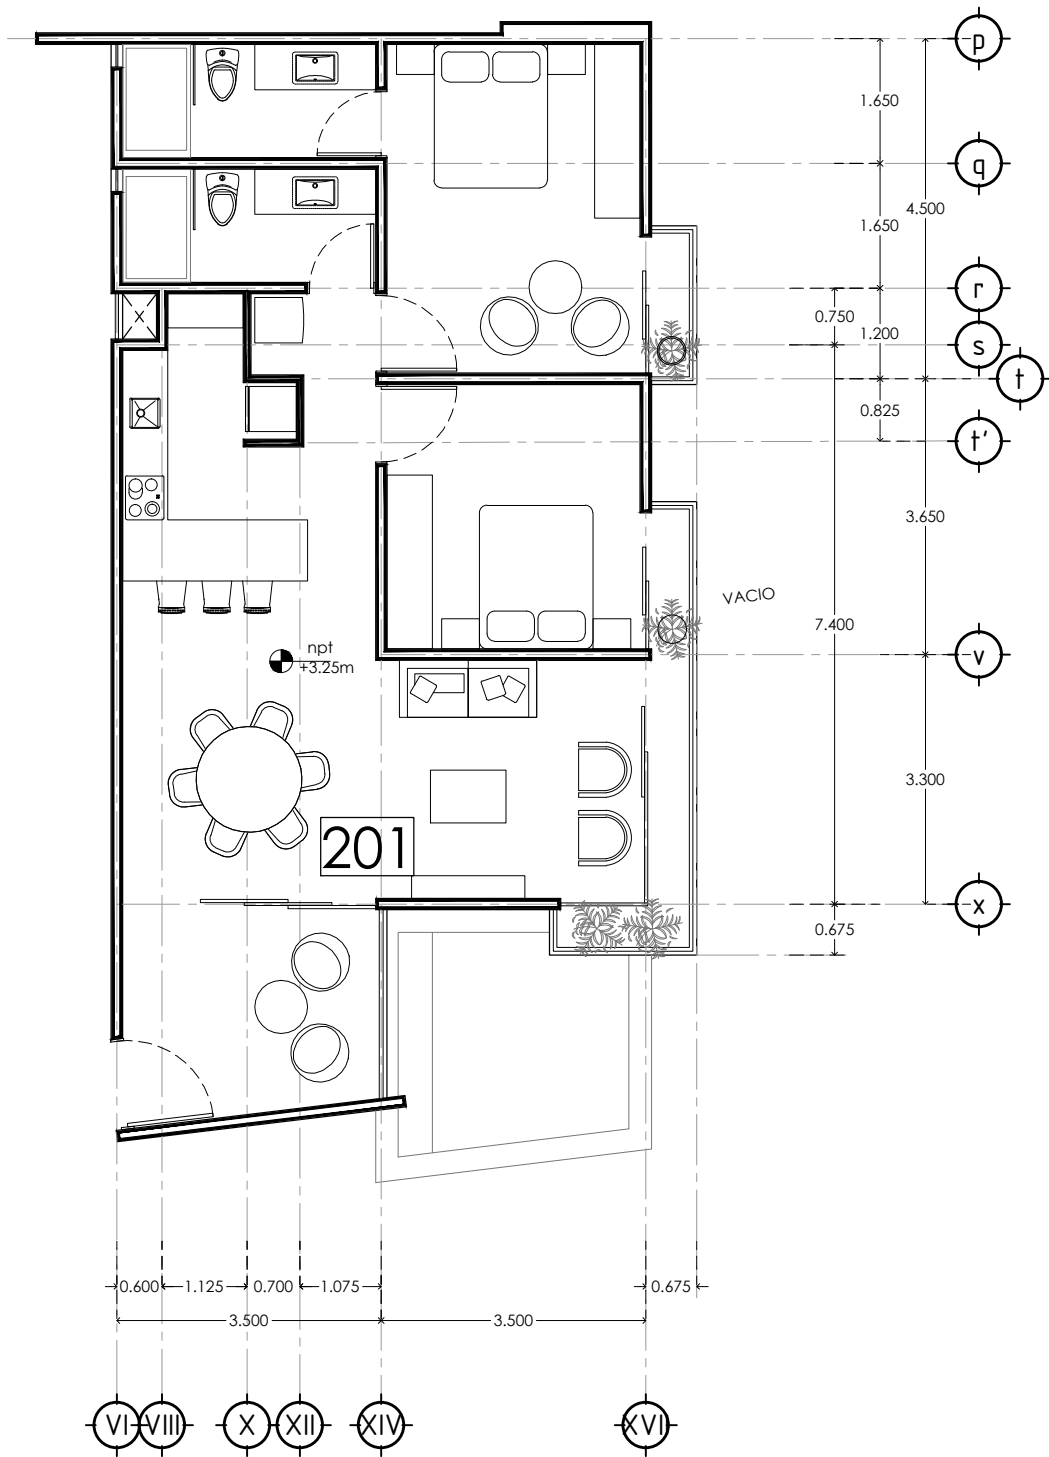 p
1.650
q
1.650
4.500
r
0.750
1.200
s
t
0.825
t'
3.650
VACIO
7.400
npt
+3.25m
v
3.300
201
x
0.675
0.600
1.125
0.700
1.075
0.675
3.500
3.500
VI
VIII
X
XII
XIV
XVI
X